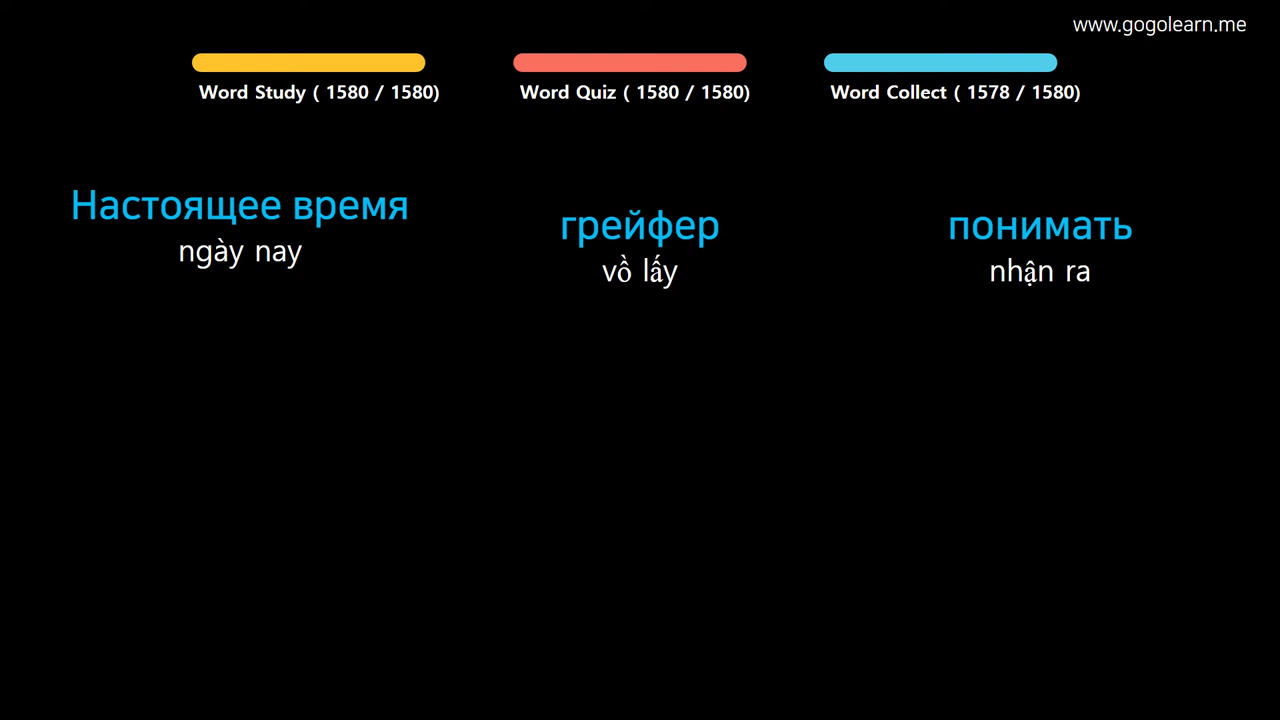 www.gogolearn.me
Word Study ( 1580 / 1580)
Word Quiz ( 1580 / 1580)
Word Collect ( 1578 / 1580)
Настоящее время
ngày nay
грейфер
vồ lấy
понимать
nhận ra